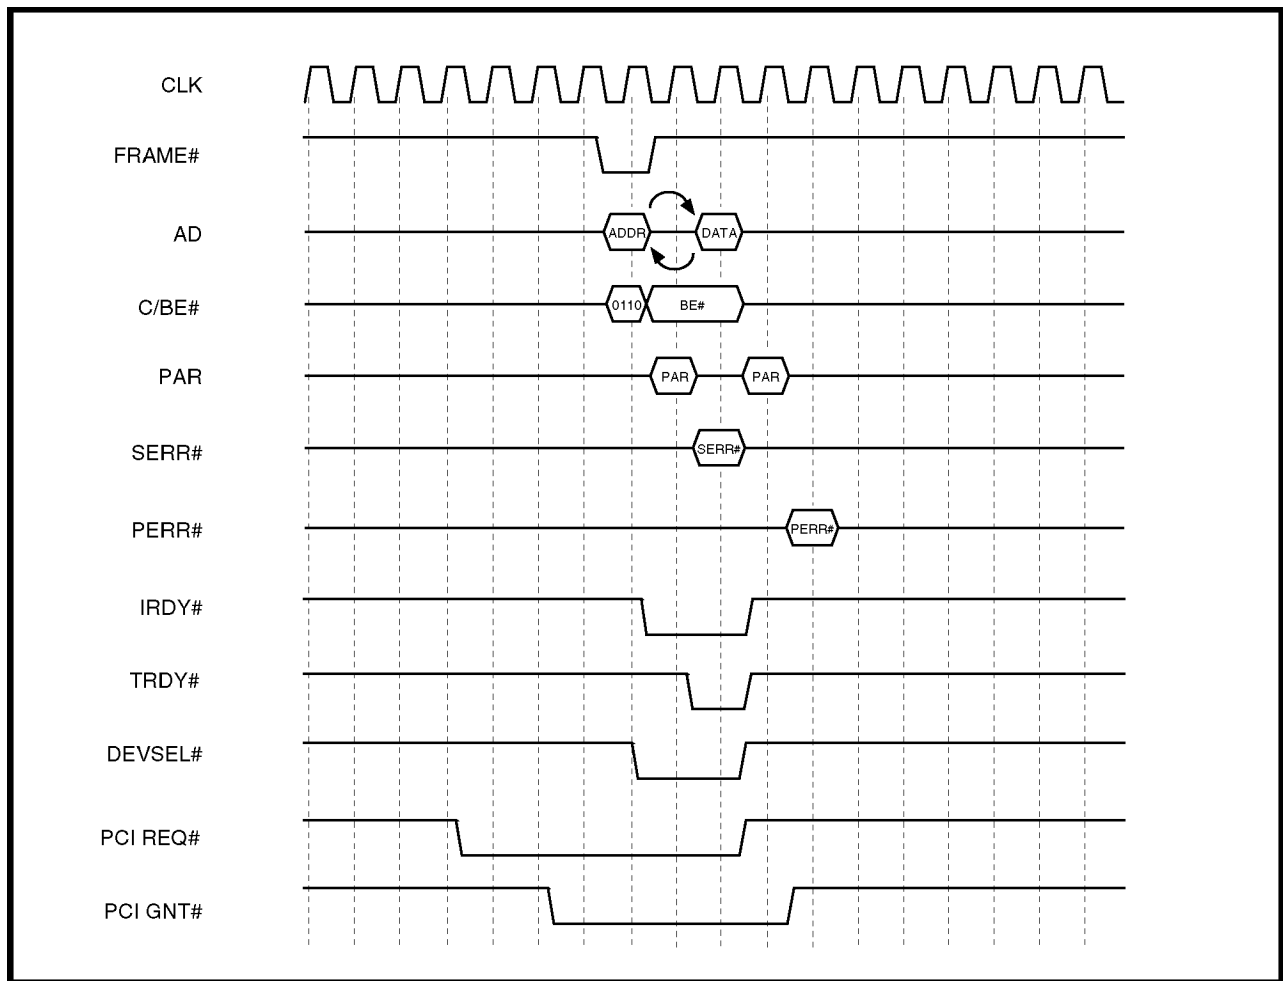 CLK
FRAME#
AD
ADDR DATA
C/BE#
0110 BE#
PAR
PAR PAR
SERR#
SERR#
PERR#
PERR#
IRDY#
TRDY#
DEVSEL#
PCI REQ#
PCI GNT#